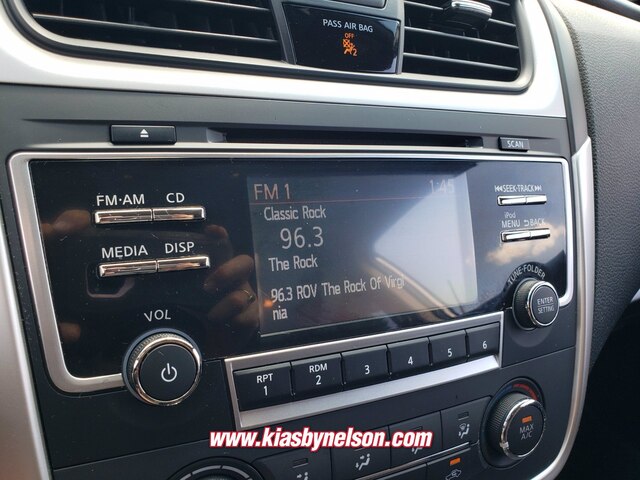 PASS AIR BAG
OFF
2
SCAN
FM·AM CD
FM 1 1:45
SEEK·TRACK
Classic Rock
iPod
MENU BACK
96.3
MEDIA DISP
The Rock
TUNE·FOLDER
96.3 ROV The Rock Of Virgi
nia
ENTER
SETTING
VOL
RPT
1
RDM
2
3
4
5
6
MAX
A/C
www.kiasbynelson.com